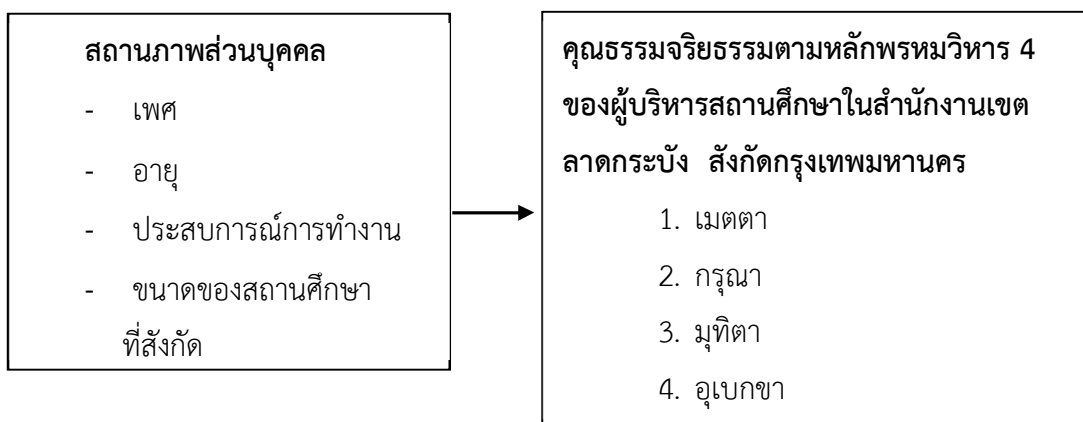 สถานภาพส่วนบุคคล
- เพศ
- อายุ
- ประสบการณ์การทำงาน
- ขนาดของสถานศึกษา
ที่สังกัด
คุณธรรมจริยธรรมตามหลักพรหมวิหาร 4
ของผู้บริหารสถานศึกษาในสำนักงานเขต
ลาดกระบัง สังกัดกรุงเทพมหานคร
1. เมตตา
2. กรุณา
3. มุทิตา
4. อุเบกขา